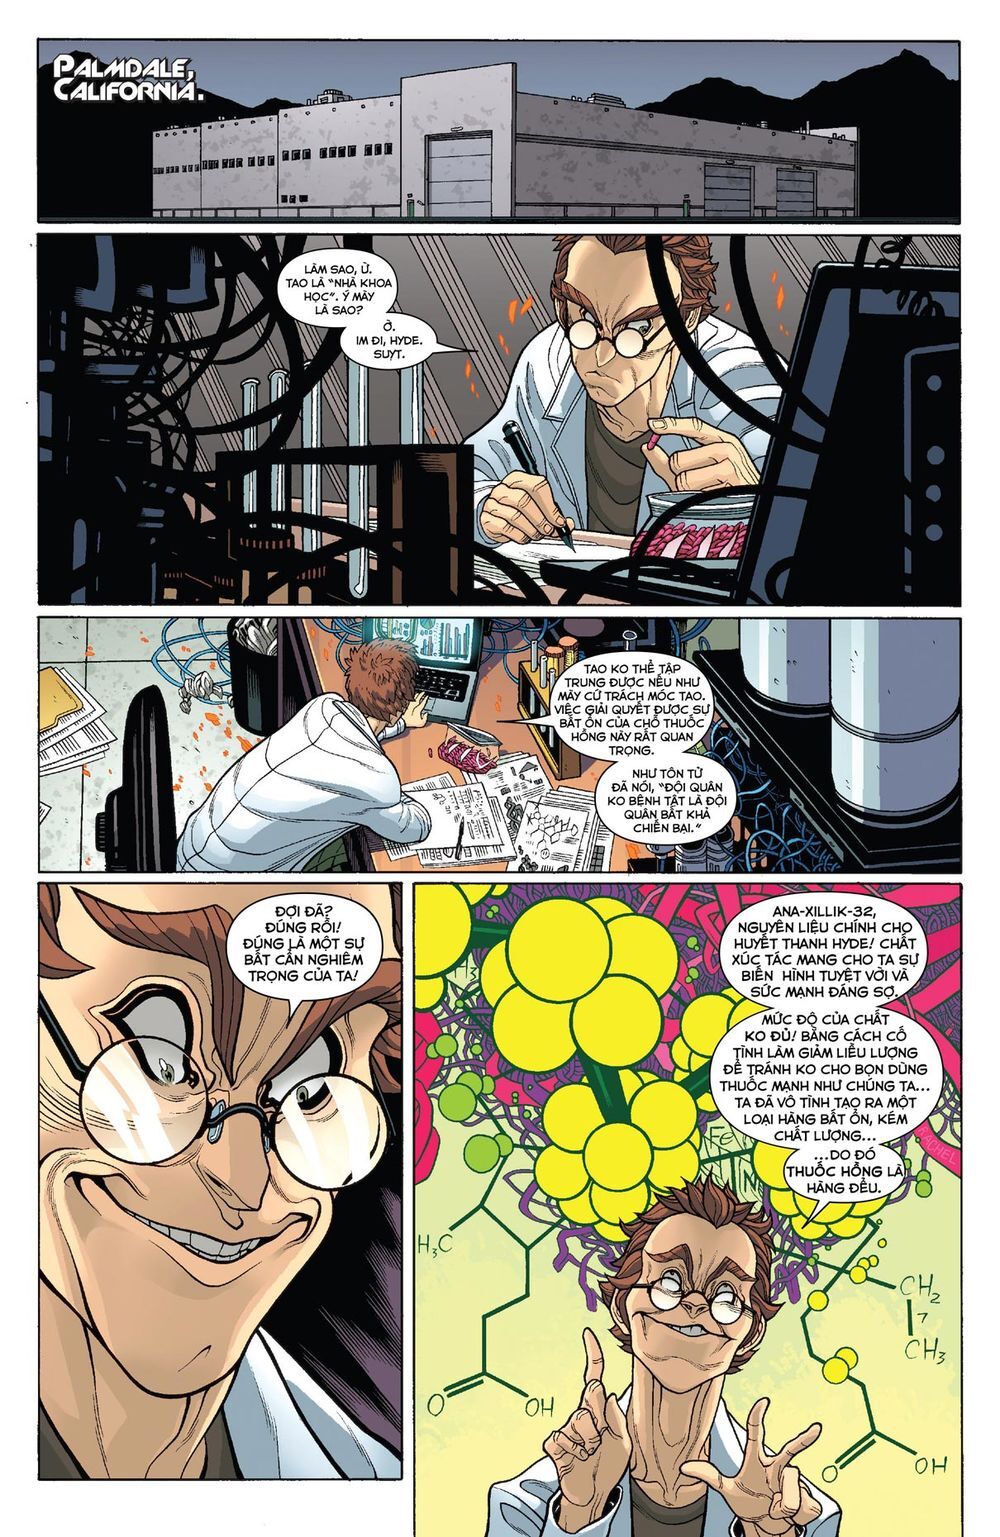 PALMDALE,
CALIFORNIA.
LÀM SAO, Ừ.
TAO LÀ “NHÀ KHOA
HỌC”. Ý MÀY
LÀ SAO?
Ờ.
IM ĐI, HYDE.
SUYT.
TAO KO THỂ TẬP
TRUNG ĐƯỢC NẾU NHƯ
MÀY CỨ TRÁCH MÓC TAO.
VIỆC GIẢI QUYẾT ĐƯỢC SỰ
BẤT ỔN CỦA CHỖ THUỐC
HỒNG NÀY RẤT QUAN
TRỌNG.
NHƯ TÔN TỬ
ĐÃ NÓI, “ĐỘI QUÂN
KO BỆNH TẬT LÀ ĐỘI
QUÂN BẤT KHẢ
CHIẾN BẠI.”
ĐỢI ĐÃ?
ĐÚNG RỒI!
ĐÚNG LÀ MỘT SỰ
BẤT CẨN NGHIÊM
TRỌNG CỦA TA!
ANA-XILLIK-32,
NGUYÊN LIỆU CHÍNH CHO
HUYẾT THANH HYDE! CHẤT
XÚC TÁC MANG CHO TA SỰ
BIẾN HÌNH TUYỆT VỜI VÀ
SỨC MẠNH ĐÁNG SỢ.
MỨC ĐỘ CỦA CHẤT
KO ĐỦ! BẰNG CÁCH CỐ
TÌNH LÀM GIẢM LIỀU LƯỢNG
ĐỂ TRÁNH KO CHO BỌN DÙNG
THUỐC MẠNH NHƯ CHÚNG TA...
TA ĐÃ VÔ TÌNH TẠO RA MỘT
LOẠI HÀNG BẤT ỔN, KÉM
CHẤT LƯỢNG...
...DO ĐÓ
THUỐC HỒNG LÀ
HÀNG ĐỂU.
RACHEL
H₃C
CH₂
CH₃
O
OH
O
OH